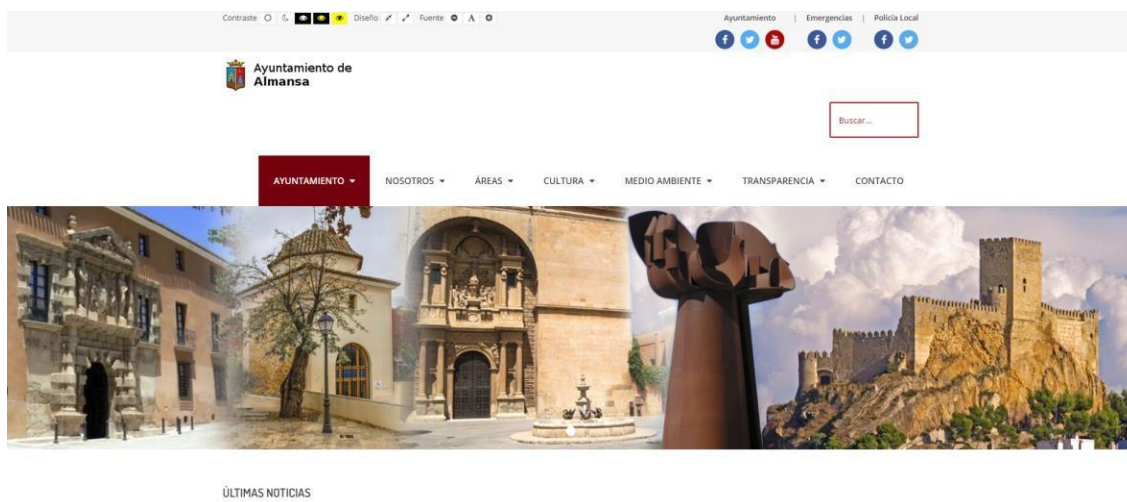 Contraste
Diseño
Fuente
A
Ayuntamiento | Emergencias | Policía Local
Ayuntamiento de
Almansa
Buscar...
AYUNTAMIENTO NOSOTROS ÁREAS CULTURA MEDIO AMBIENTE TRANSPARENCIA CONTACTO
ÚLTIMAS NOTICIAS